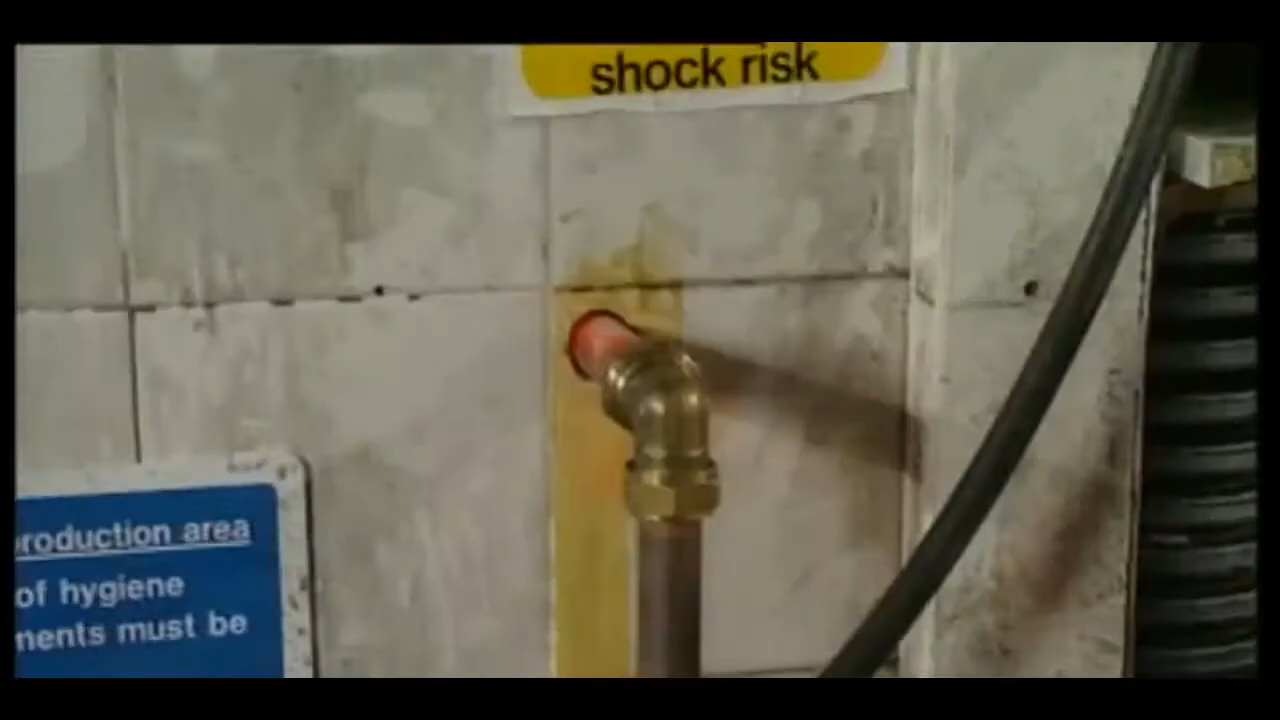 shock risk
roduction area
of hygiene
ments must be